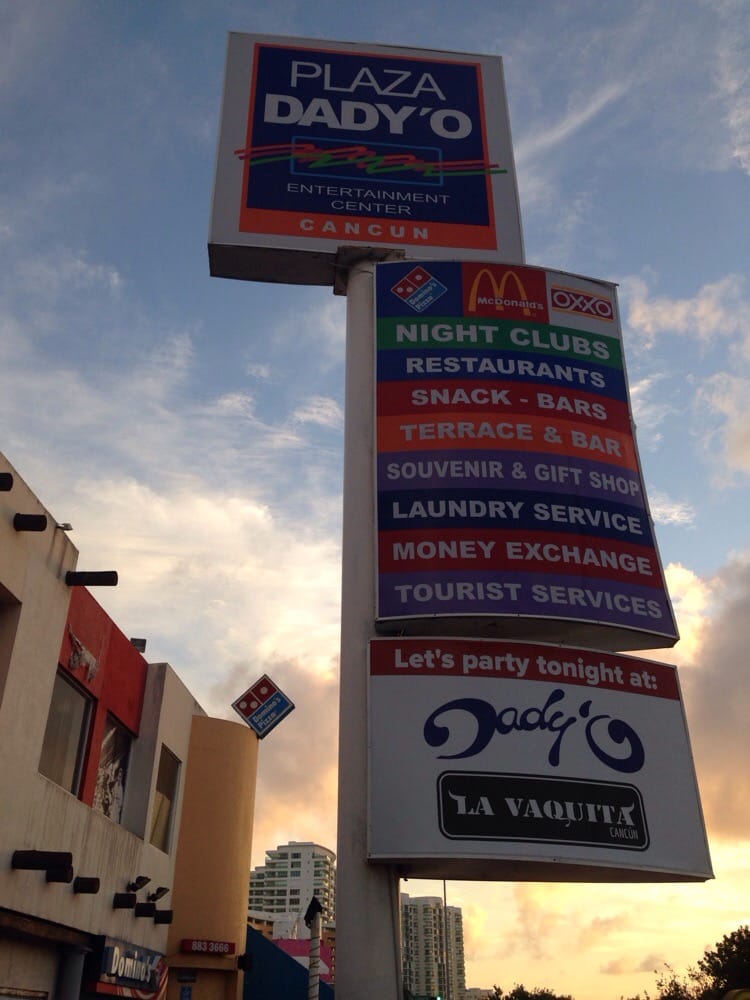 PLAZA
DADY'O
ENTERTAINMENT
CENTER
CANCUN
Domino's
Pizza
McDonald's
OXXO
NIGHT CLUBS
RESTAURANTS
SNACK - BARS
TERRACE & BAR
SOUVENIR & GIFT SHOP
LAUNDRY SERVICE
MONEY EXCHANGE
TOURIST SERVICES
Let's party tonight at:
Dady'O
LA VAQUITA
CANCÚN
Domino's
Pizza
883 3666
Domino's